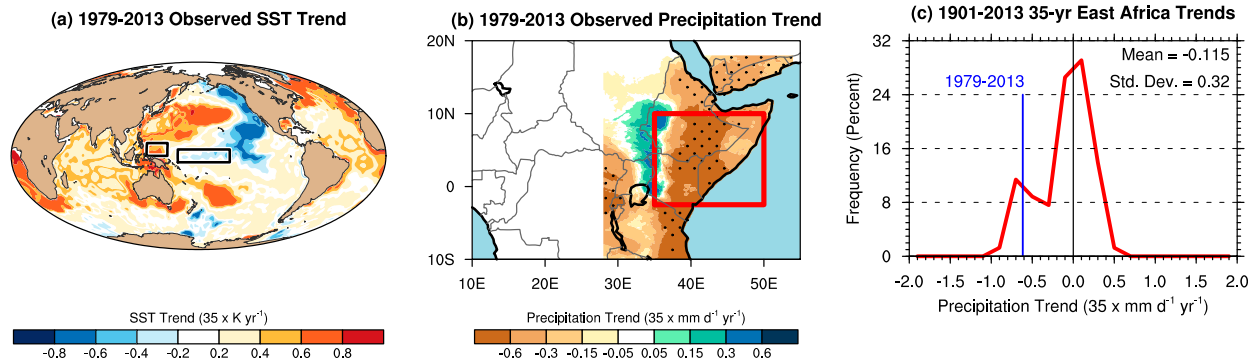 (a) 1979-2013 Observed SST Trend
SST Trend (35 x K yr⁻¹)
-0.8 -0.6 -0.4 -0.2 0.2 0.4 0.6 0.8
(b) 1979-2013 Observed Precipitation Trend
20N
10N
0
10S
10E 20E 30E 40E 50E
Precipitation Trend (35 x mm d⁻¹ yr⁻¹)
-0.6 -0.3 -0.15 -0.05 0.05 0.15 0.3 0.6
(c) 1901-2013 35-yr East Africa Trends
Mean = -0.115
Std. Dev. = 0.32
1979-2013
Frequency (Percent)
32
24
16
8
0
-2.0 -1.5 -1.0 -0.5 0.0 0.5 1.0 1.5 2.0
Precipitation Trend (35 x mm d⁻¹ yr⁻¹)